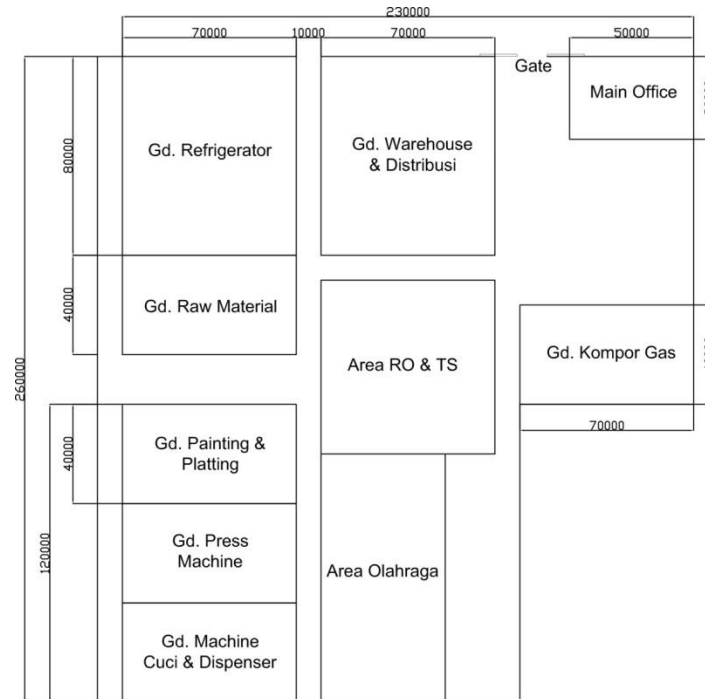 230000
70000
10000
70000
50000
Gate
Main Office
Gd. Refrigerator
Gd. Warehouse
& Distribusi
80000
Gd. Raw Material
40000
Area RO & TS
Gd. Kompor Gas
70000
260000
Gd. Painting &
Platting
40000
120000
Gd. Press
Machine
Area Olahraga
Gd. Machine
Cuci & Dispenser